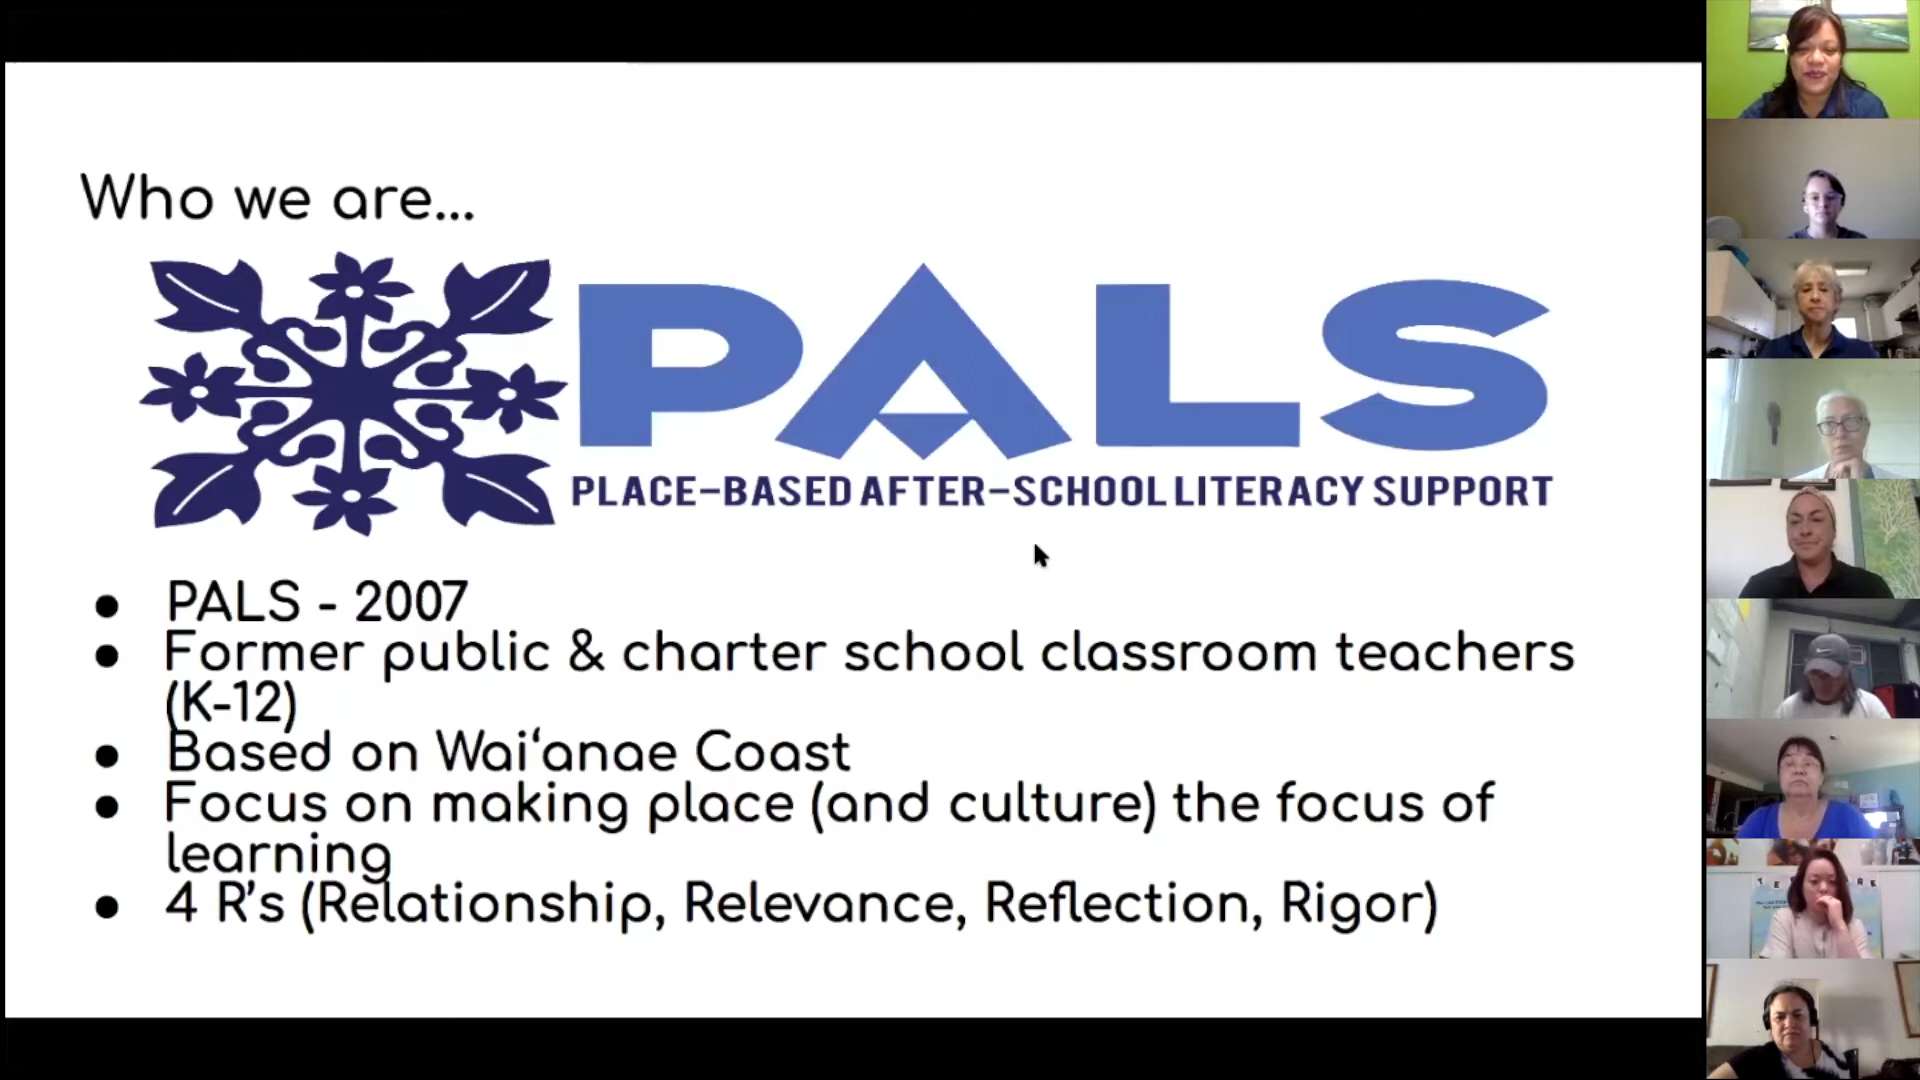 Who we are...
PALS
PLACE-BASED AFTER-SCHOOL LITERACY SUPPORT
● PALS - 2007
● Former public & charter school classroom teachers
(K-12)
● Based on Waiʻanae Coast
● Focus on making place (and culture) the focus of
learning
● 4 R's (Relationship, Relevance, Reflection, Rigor)